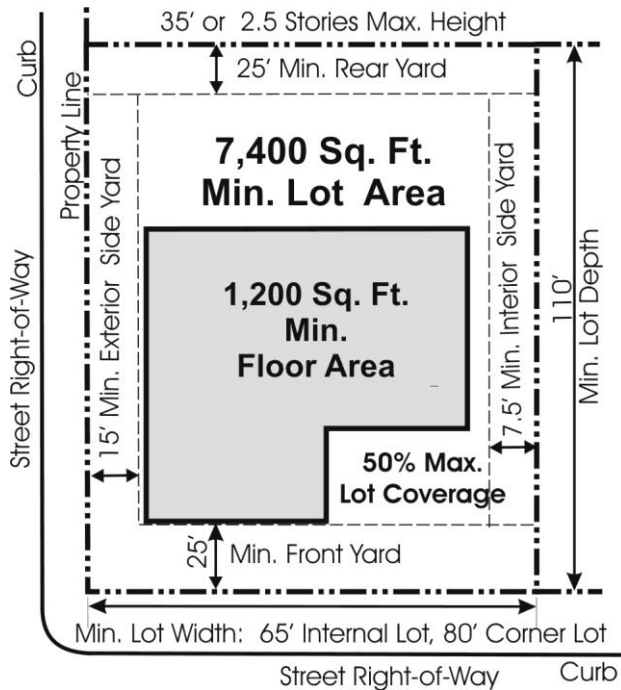 35' or 2.5 Stories Max. Height
Curb
25' Min. Rear Yard
Property Line
7,400 Sq. Ft.
Min. Lot Area
Street Right-of-Way
15' Min. Exterior Side Yard
1,200 Sq. Ft.
Min.
Floor Area
7.5' Min. Interior Side Yard
110'
Min. Lot Depth
50% Max.
Lot Coverage
25'
Min. Front Yard
Min. Lot Width: 65' Internal Lot, 80' Corner Lot
Street Right-of-Way
Curb